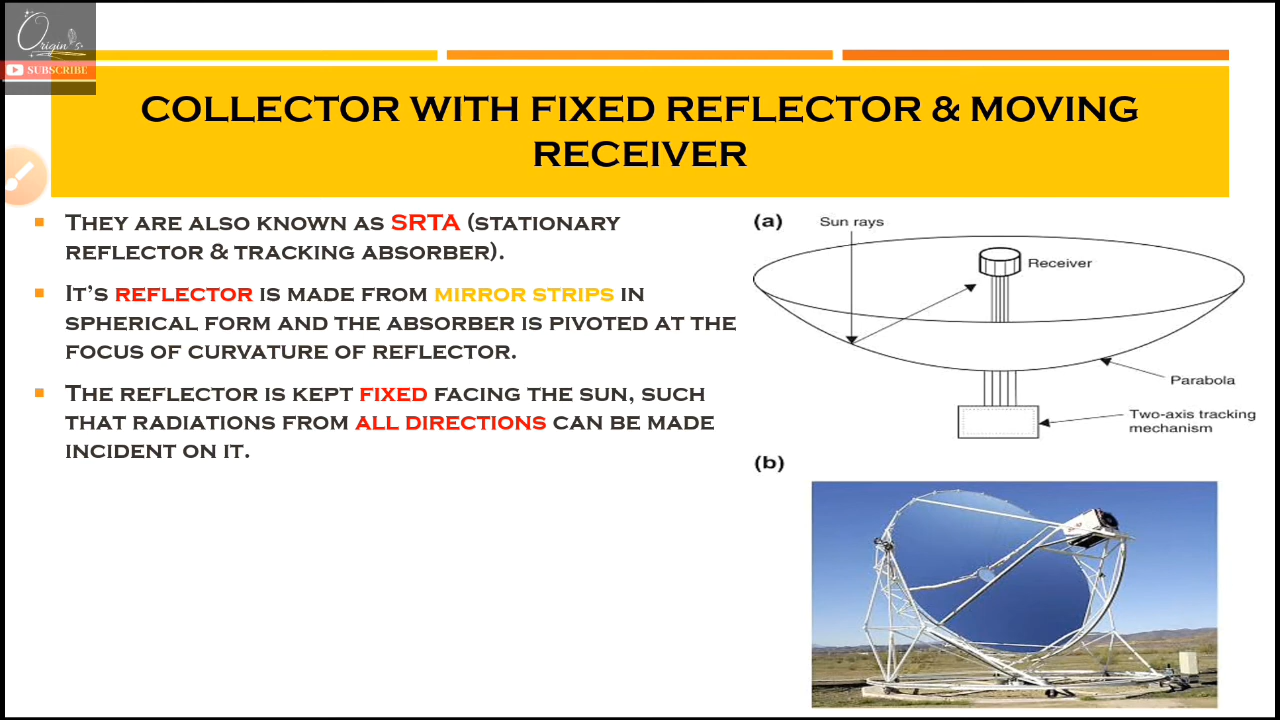 Origin's
SUBSCRIBE
COLLECTOR WITH FIXED REFLECTOR & MOVING
RECEIVER
THEY ARE ALSO KNOWN AS SRTA (STATIONARY
REFLECTOR & TRACKING ABSORBER).
IT'S REFLECTOR IS MADE FROM MIRROR STRIPS IN
SPHERICAL FORM AND THE ABSORBER IS PIVOTED AT THE
FOCUS OF CURVATURE OF REFLECTOR.
THE REFLECTOR IS KEPT FIXED FACING THE SUN, SUCH
THAT RADIATIONS FROM ALL DIRECTIONS CAN BE MADE
INCIDENT ON IT.
(a)
Sun rays
Receiver
Parabola
Two-axis tracking
mechanism
(b)